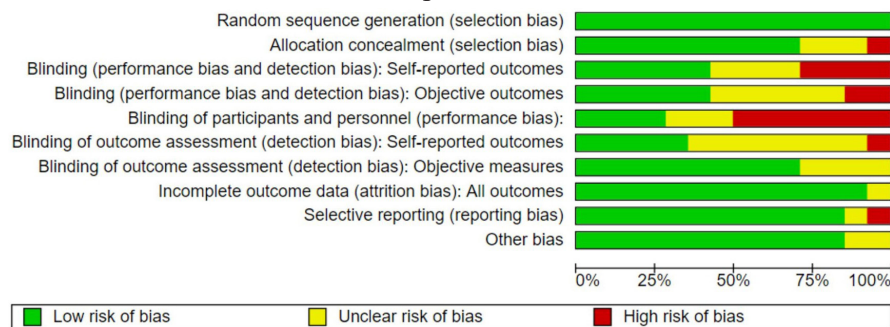 Random sequence generation (selection bias)
Allocation concealment (selection bias)
Blinding (performance bias and detection bias): Self-reported outcomes
Blinding (performance bias and detection bias): Objective outcomes
Blinding of participants and personnel (performance bias):
Blinding of outcome assessment (detection bias): Self-reported outcomes
Blinding of outcome assessment (detection bias): Objective measures
Incomplete outcome data (attrition bias): All outcomes
Selective reporting (reporting bias)
Other bias
0% 25% 50% 75% 100%
Low risk of bias Unclear risk of bias High risk of bias